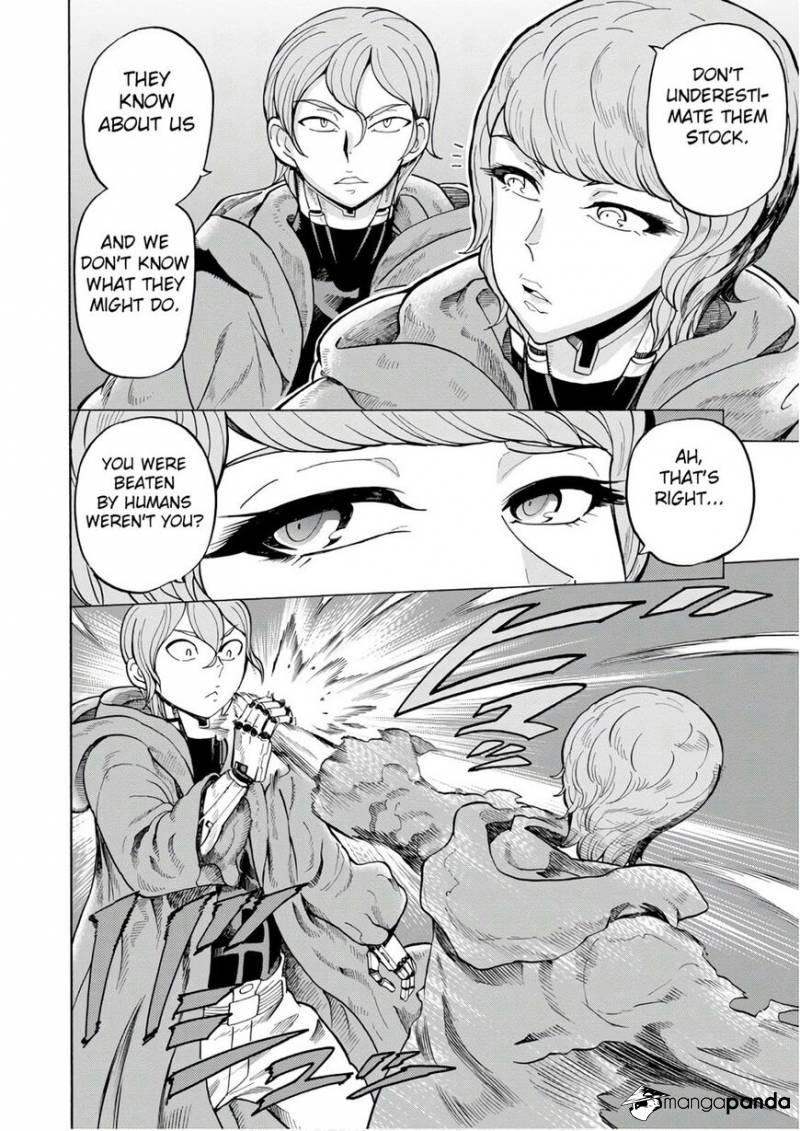 DON'T
UNDERESTI-
MATE THEM
STOCK.
THEY
KNOW
ABOUT US
AND WE
DON'T KNOW
WHAT THEY
MIGHT DO.
AH,
THAT'S
RIGHT...
YOU WERE
BEATEN
BY HUMANS
WEREN'T YOU?
mangapanda